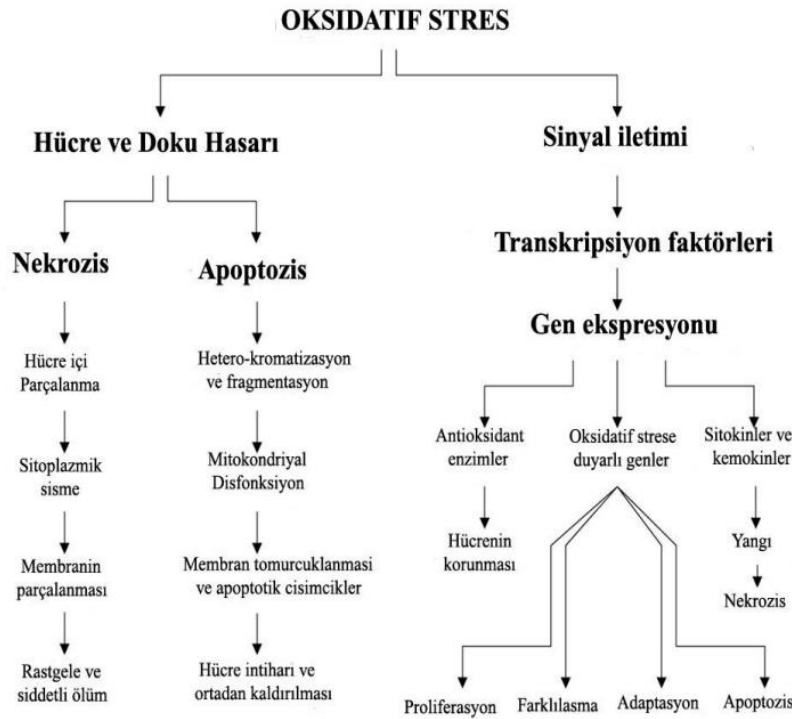 OKSIDATIF STRES
Hücre ve Doku Hasarı
Sinyal iletimi
Nekrozis
Apoptozis
Transkripsiyon faktörleri
Gen ekspresyonu
Hücre içi
Parçalanma
Hetero-kromatizasyon
ve fragmentasyon
Antioksidant
enzimler
Oksidatif strese
duyarlı genler
Sitokinler ve
kemokinler
Sitoplazmik
sisme
Mitokondriyal
Disfonksiyon
Hücrenin
korunması
Yangı
Nekrozis
Membranin
parçalanması
Membran tomurcuklanmasi
ve apoptotik cisimcikler
Rastgele ve
siddetli ölüm
Hücre intiharı ve
ortadan kaldırılması
Proliferasyon
Farklılasma
Adaptasyon
Apoptozis